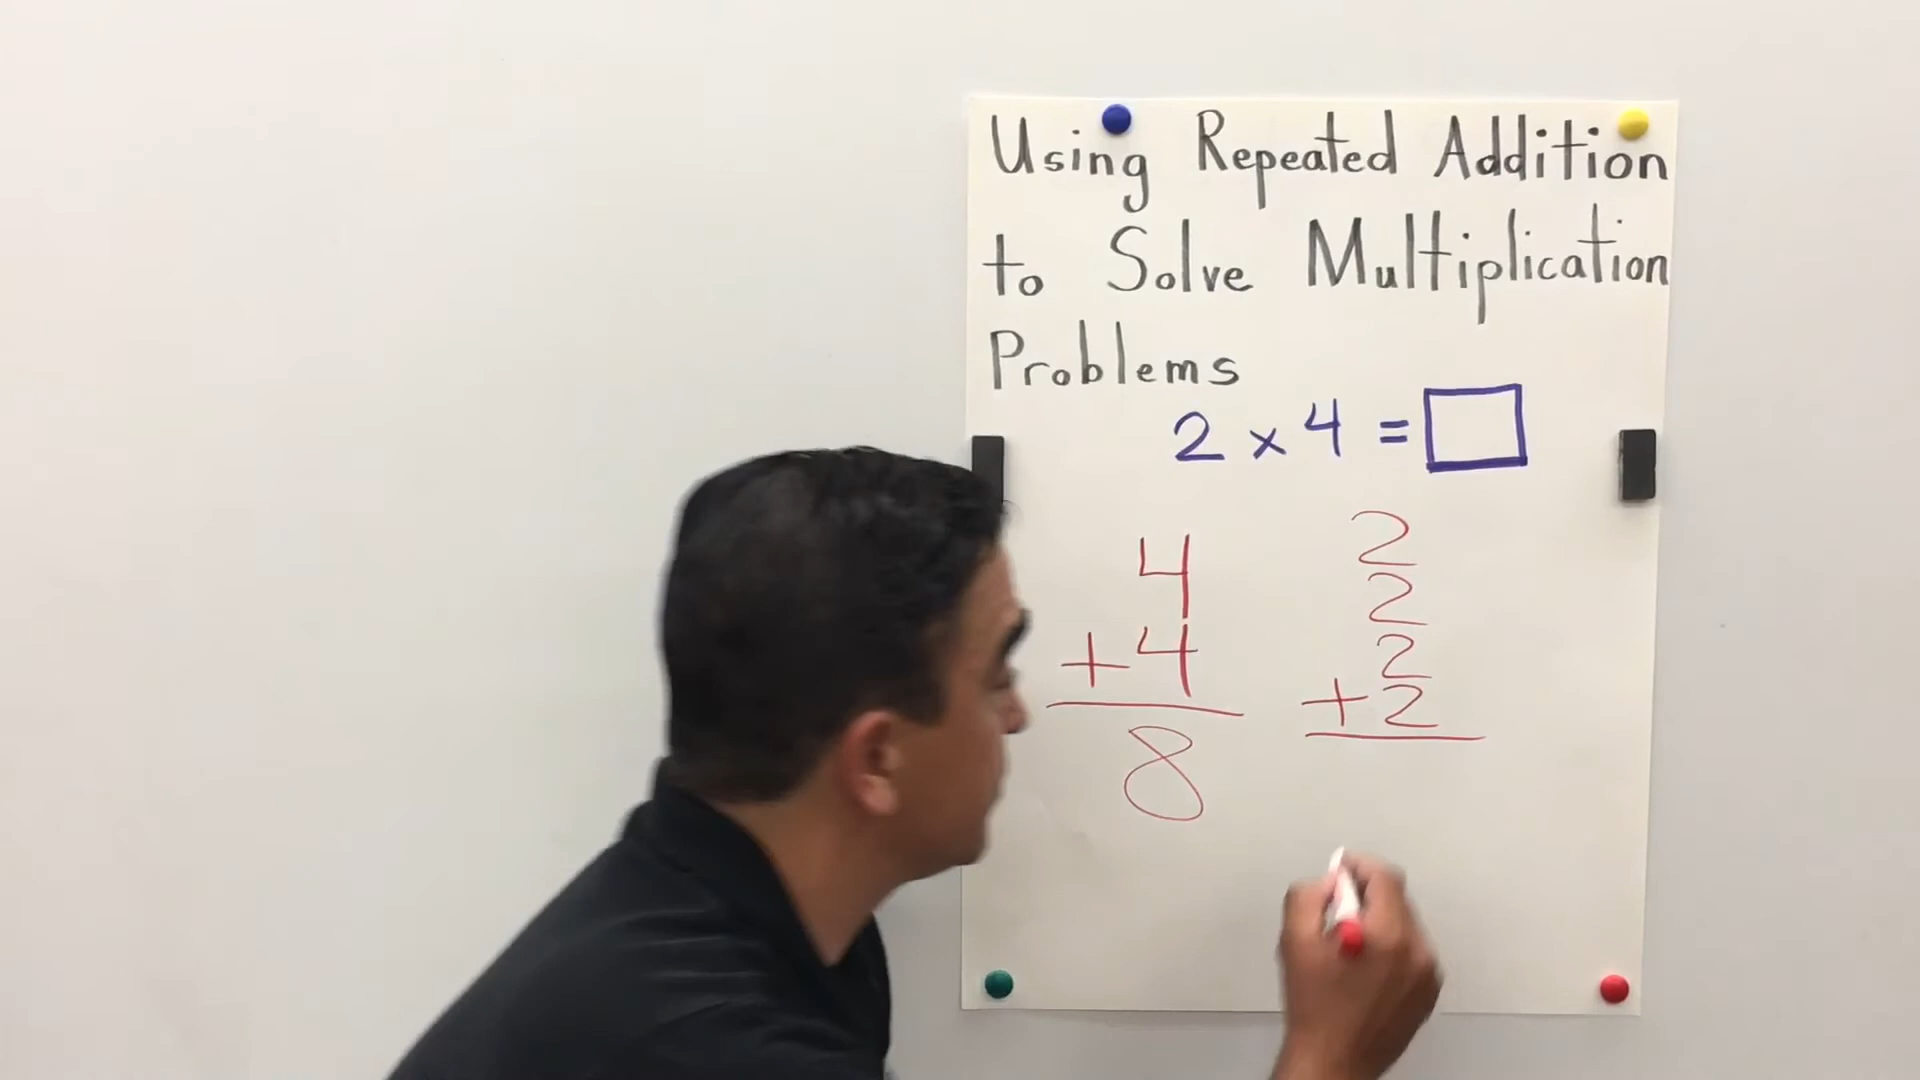 Using Repeated Addition
to Solve Multiplication
Problems
2 x 4 =
4
+4
8
2
2
2
+2